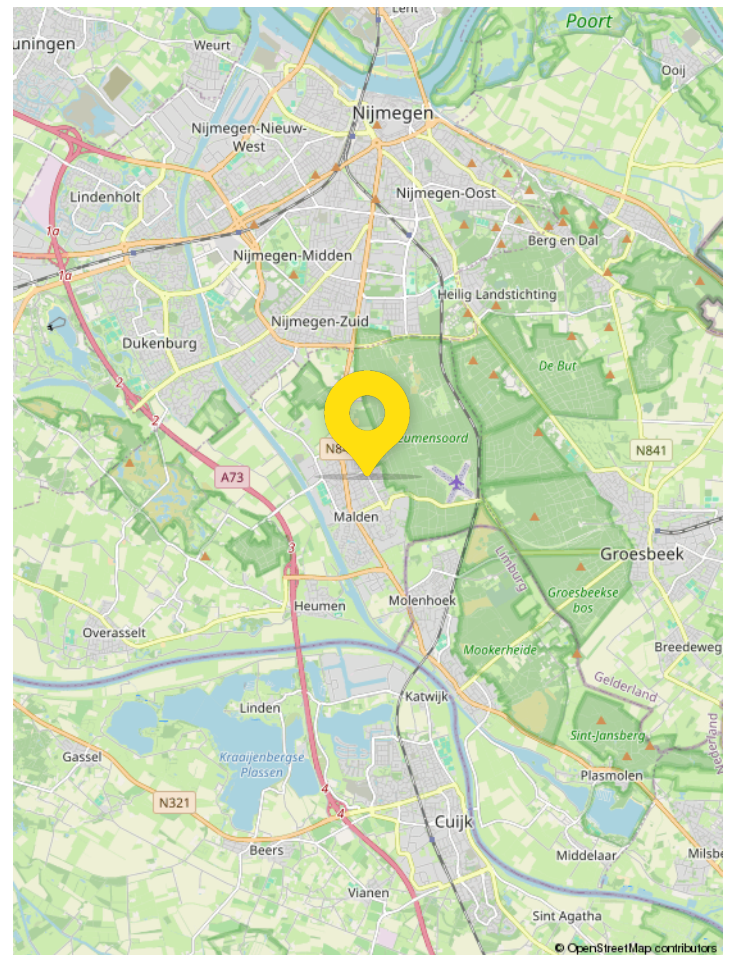 Lent
Poort
uningen
Weurt
Ooij
Nijmegen
Nijmegen-Nieuw-
West
Lindenholt
Nijmegen-Oost
1a
Berg en Dal
Nijmegen-Midden
1a
Heilig Landstichting
Nijmegen-Zuid
Dukenburg
De But
2
2
eumensoord
N84
N841
A73
Malden
3
Limburg
Groesbeek
Groesbeekse
bos
Molenhoek
Heumen
Overasselt
Mookerheide
Breedeweg
Gelderland
Katwijk
Linden
Sint-Jansberg
Nederland
Gassel
Kraaijenbergse
Plassen
Plasmolen
4
N321
4
Cuijk
Beers
Middelaar
Milsbe
Vianen
Sint Agatha
© OpenStreetMap contributors